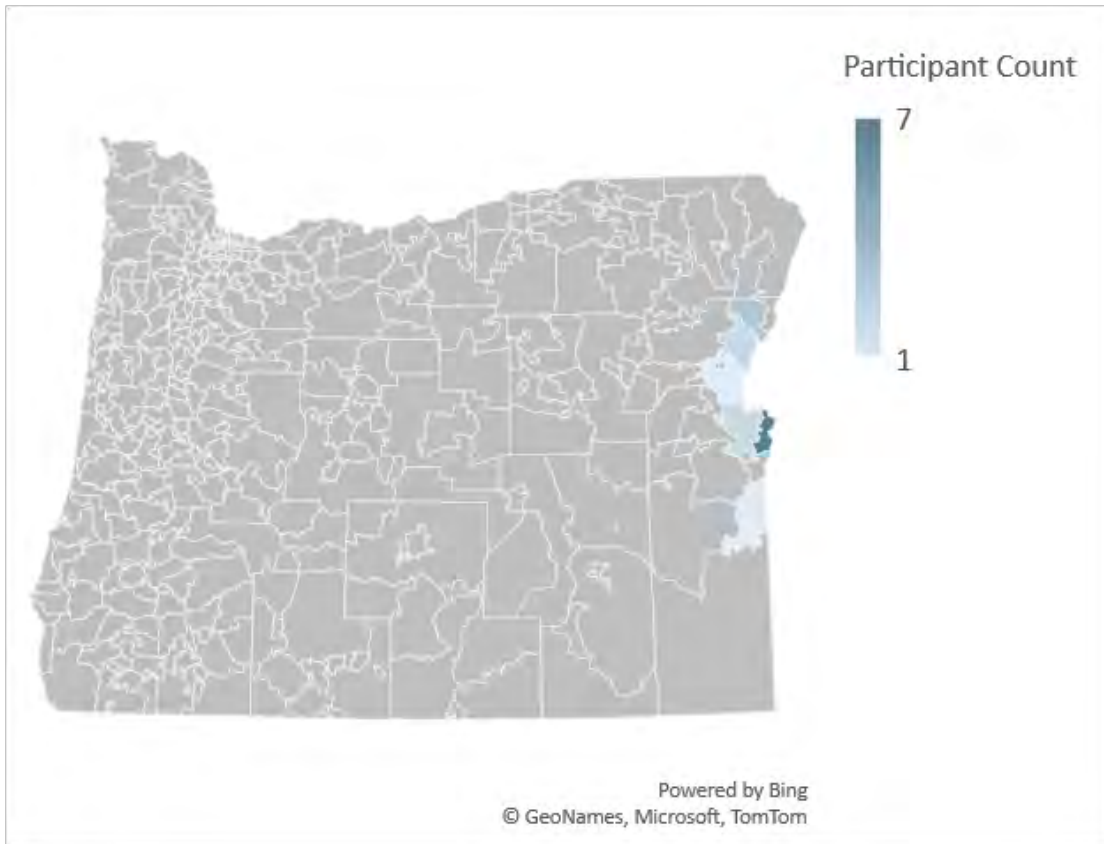 Participant Count
7
1
Powered by Bing
© GeoNames, Microsoft, TomTom